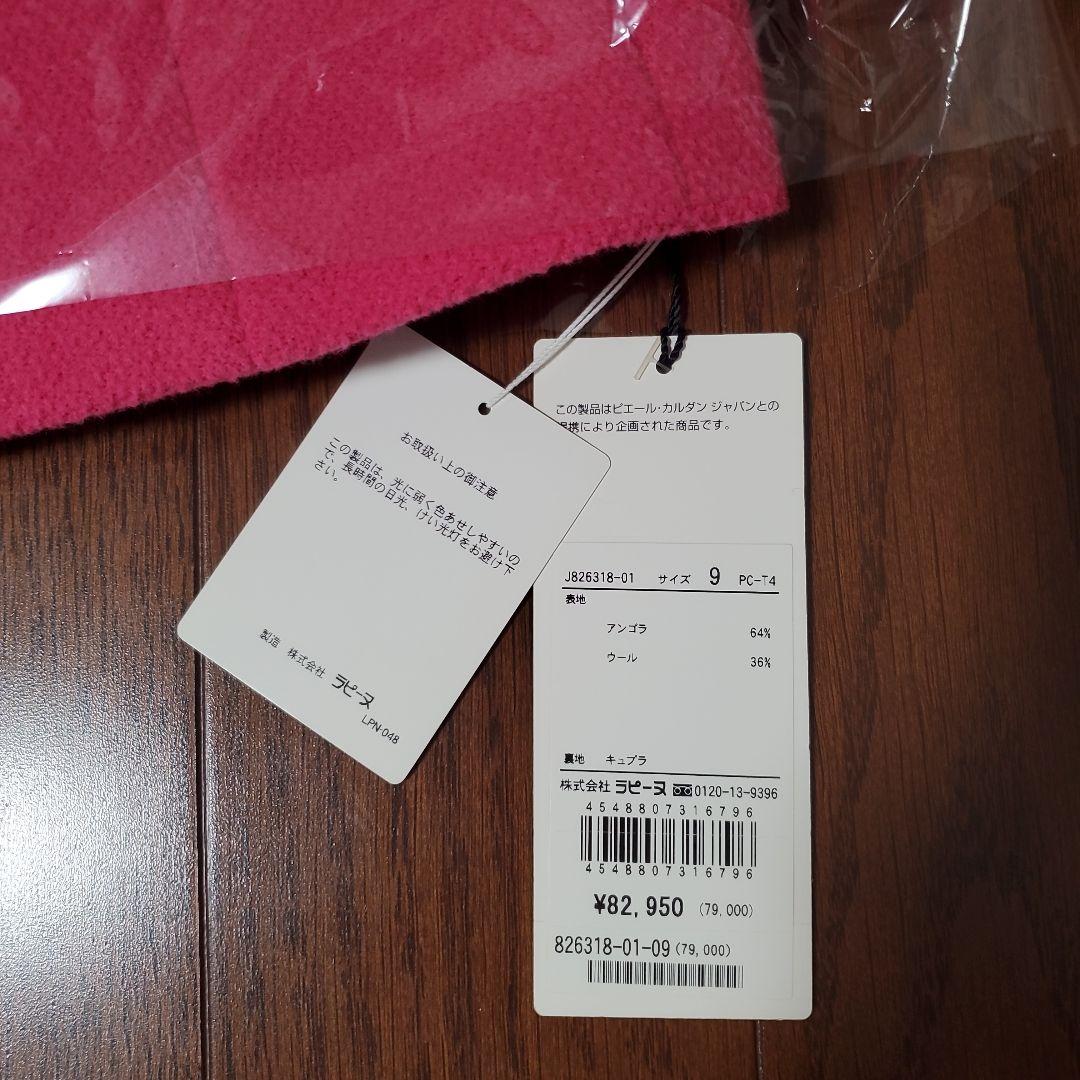 お取扱い上の御注意
この製品は、光に弱く色あせしやすいの
で、長時間の日光、けい光灯をお避け下
さい。
製造 株式会社 ラピーヌ
LPN-048
この製品はピエール・カルダン ジャパンとの
提携により企画された商品です。
J826318-01 サイズ 9 PC-T4
表地
アンゴラ 64%
ウール 36%
裏地 キュプラ
株式会社 ラピーヌ 0120-13-9396
4548807316796
4548807316796
¥82,950 (79,000)
826318-01-09 (79,000)